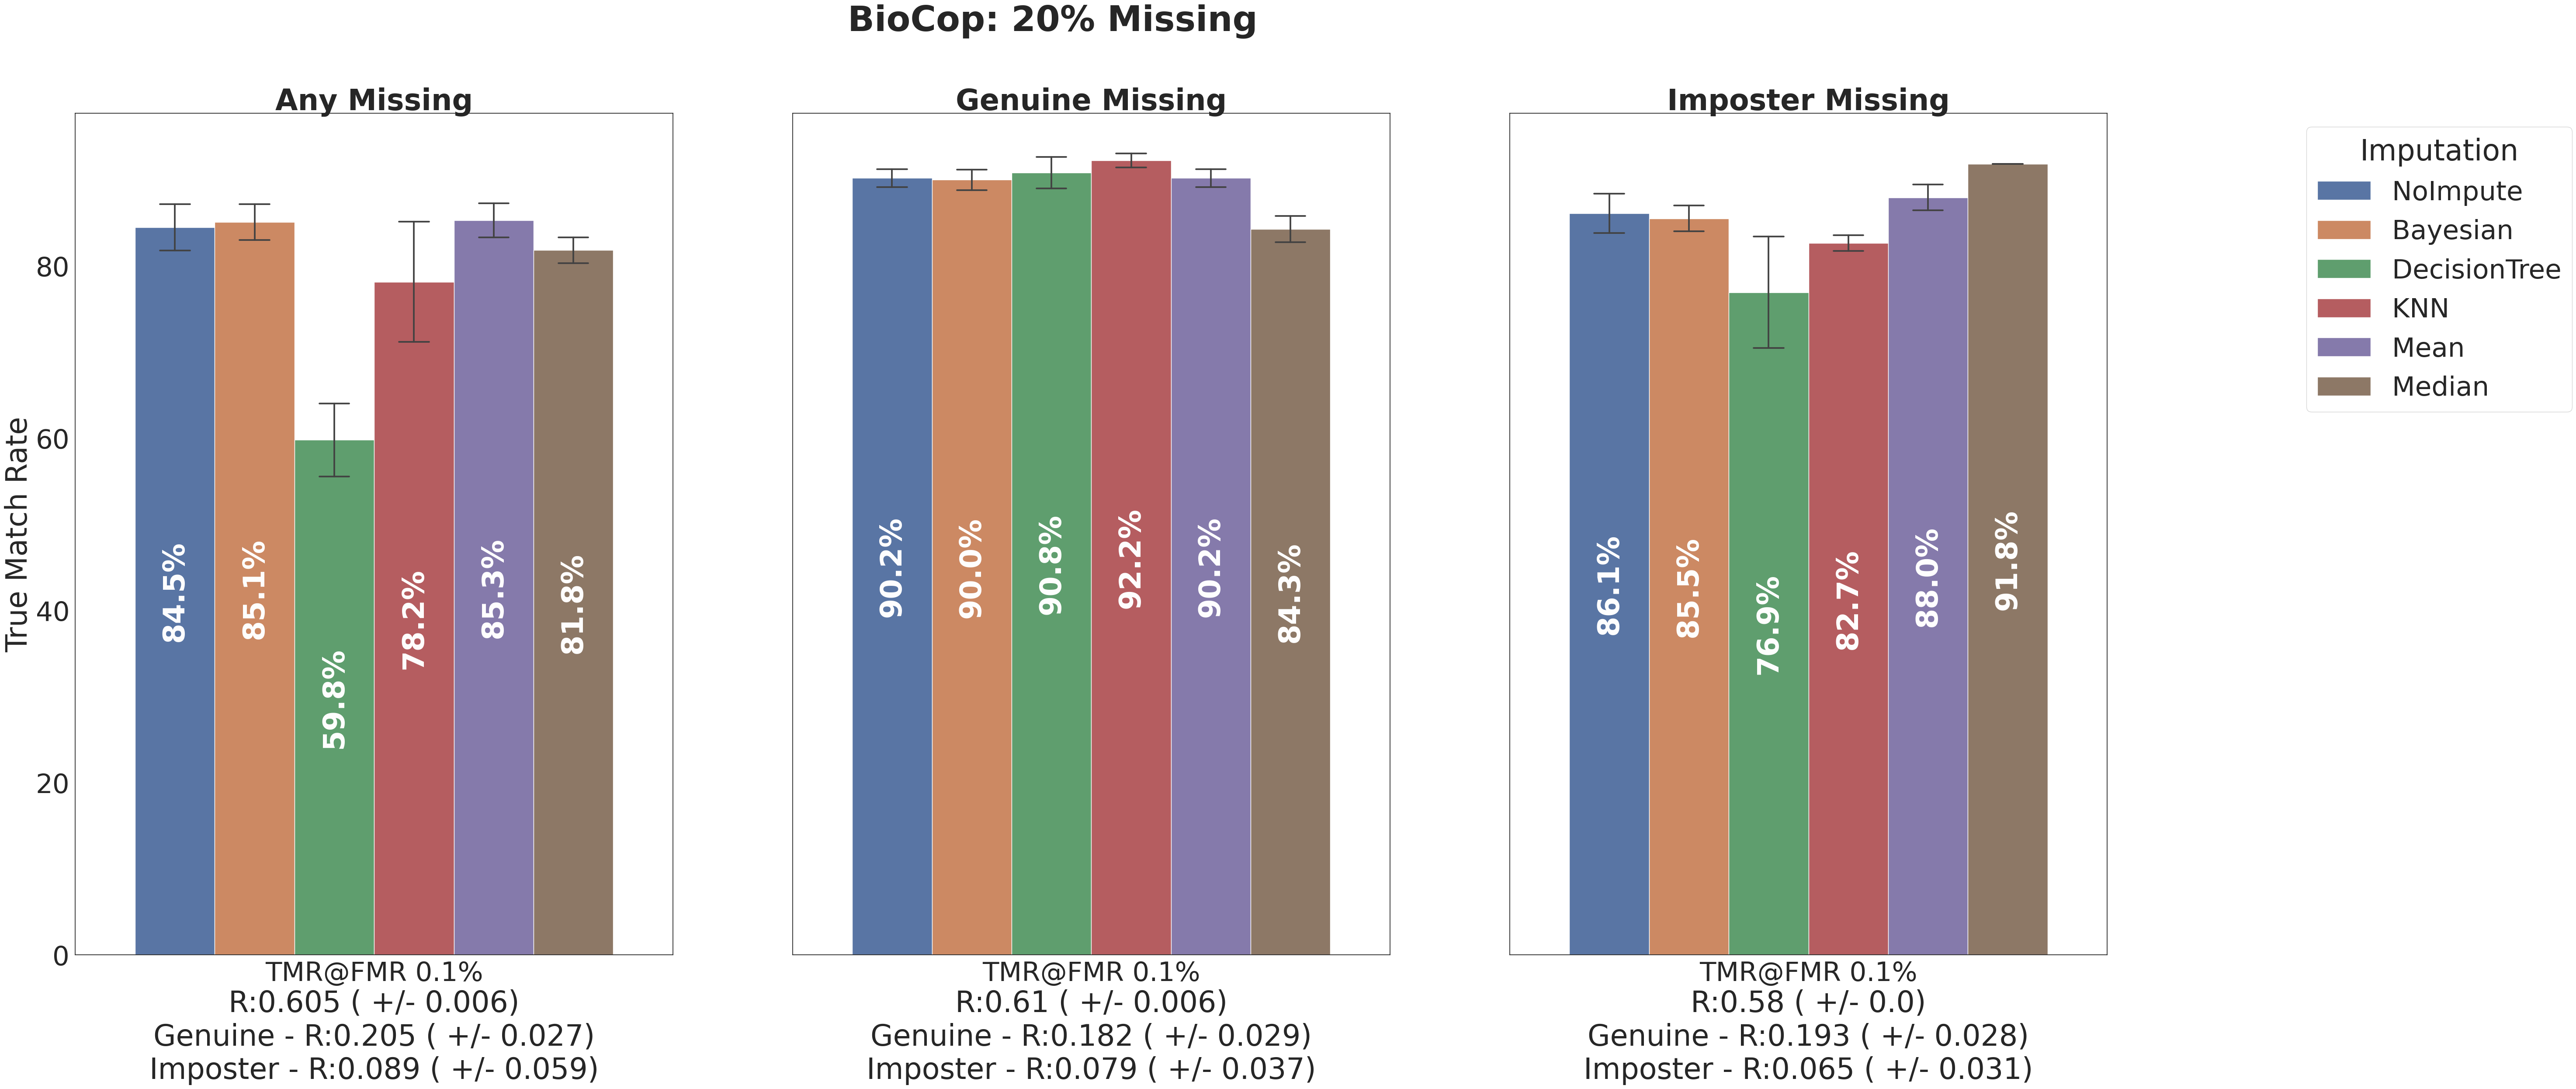 BioCop: 20% Missing
Any Missing
Genuine Missing
Imposter Missing
True Match Rate
80
60
40
20
0
84.5%
85.1%
59.8%
78.2%
85.3%
81.8%
90.2%
90.0%
90.8%
92.2%
90.2%
84.3%
86.1%
85.5%
76.9%
82.7%
88.0%
91.8%
TMR@FMR 0.1%
R:0.605 ( +/- 0.006)
Genuine - R:0.205 ( +/- 0.027)
Imposter - R:0.089 ( +/- 0.059)
TMR@FMR 0.1%
R:0.61 ( +/- 0.006)
Genuine - R:0.182 ( +/- 0.029)
Imposter - R:0.079 ( +/- 0.037)
TMR@FMR 0.1%
R:0.58 ( +/- 0.0)
Genuine - R:0.193 ( +/- 0.028)
Imposter - R:0.065 ( +/- 0.031)
Imputation
NoImpute
Bayesian
DecisionTree
KNN
Mean
Median